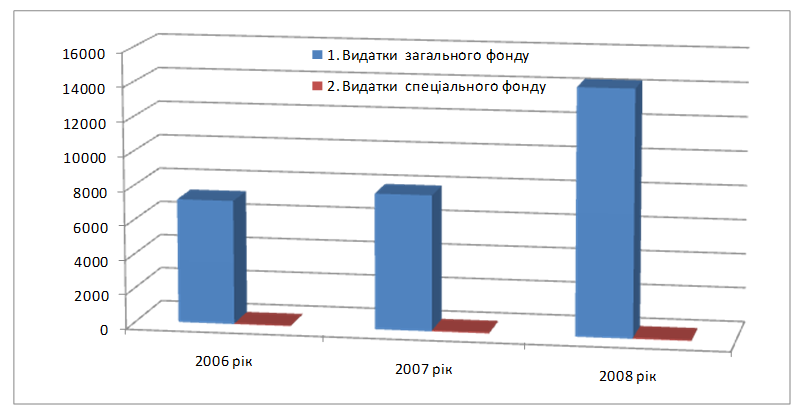 16000
14000
12000
10000
8000
6000
4000
2000
0
1. Видатки загального фонду
2. Видатки спеціального фонду
2006 рік
2007 рік
2008 рік